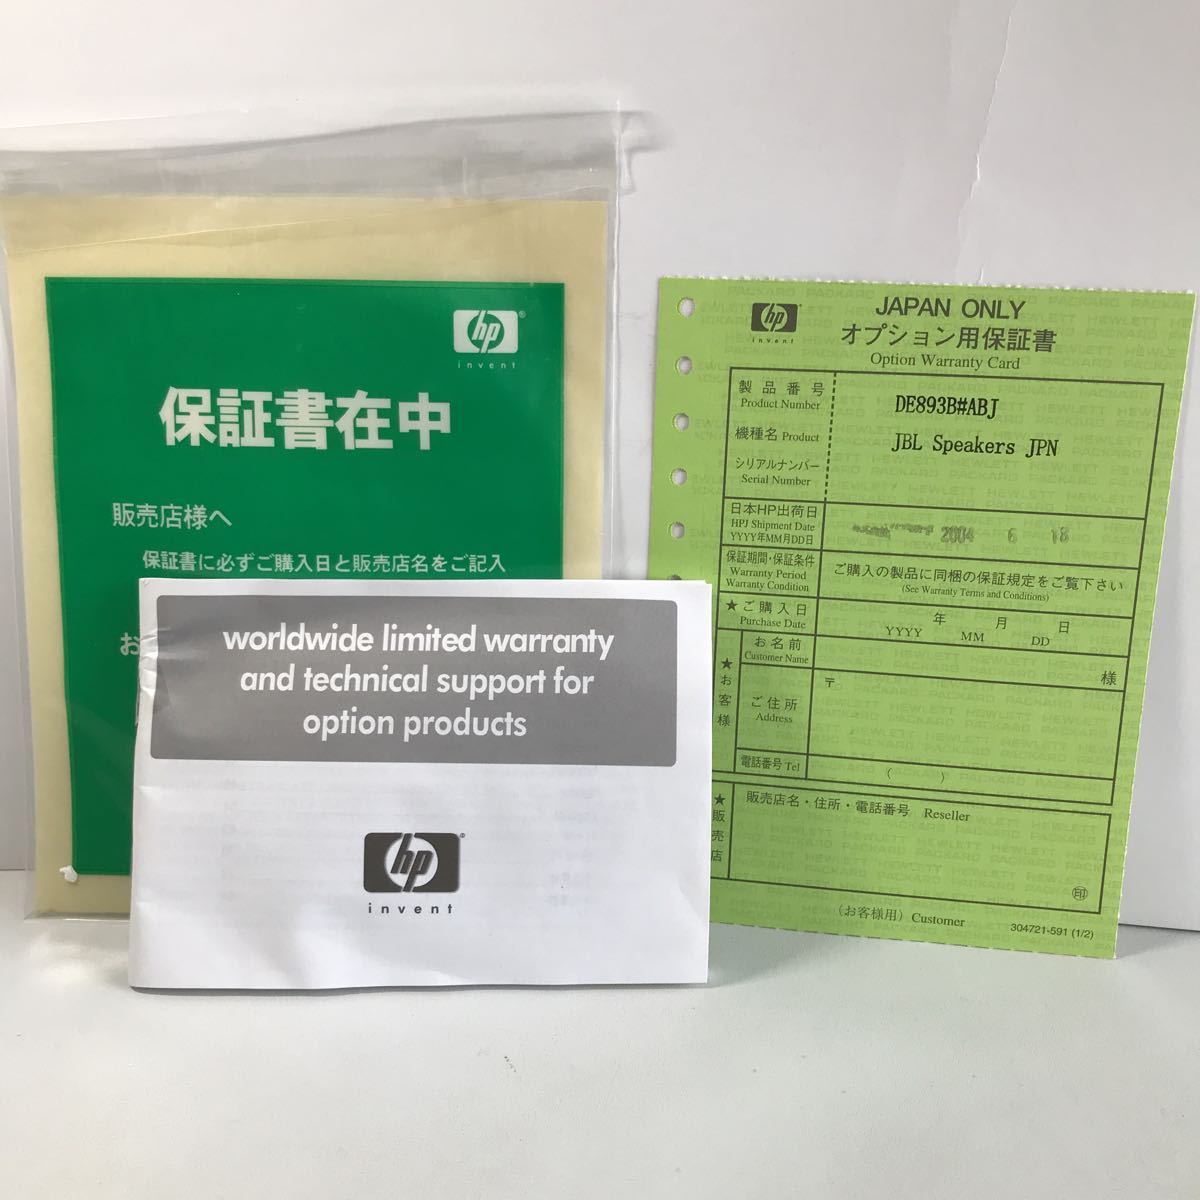 hp
invent
保証書在中
販売店様へ
保証書に必ずご購入日と販売店名をご記入
お
worldwide limited warranty
and technical support for
option products
hp
invent
hp
invent
JAPAN ONLY
オプション用保証書
Option Warranty Card
製品番号
Product Number
DE893B#ABJ
機種名 Product
JBL Speakers JPN
シリアルナンバー
Serial Number
日本HP出荷日
HPJ Shipment Date
YYYY年MM月DD日
2004 6 18
保証期間・保証条件
Warranty Period
Warranty Condition
ご購入の製品に同梱の保証規定をご覧下さい
(See Warranty Terms and Conditions)
★ご購入日
Purchase Date
年 月 日
YYYY MM DD
★お客様
お名前
Customer Name
様
ご住所
Address
〒
電話番号 Tel
( )
★販売店
販売店名・住所・電話番号 Reseller
印
(お客様用) Customer
304721-591 (1/2)